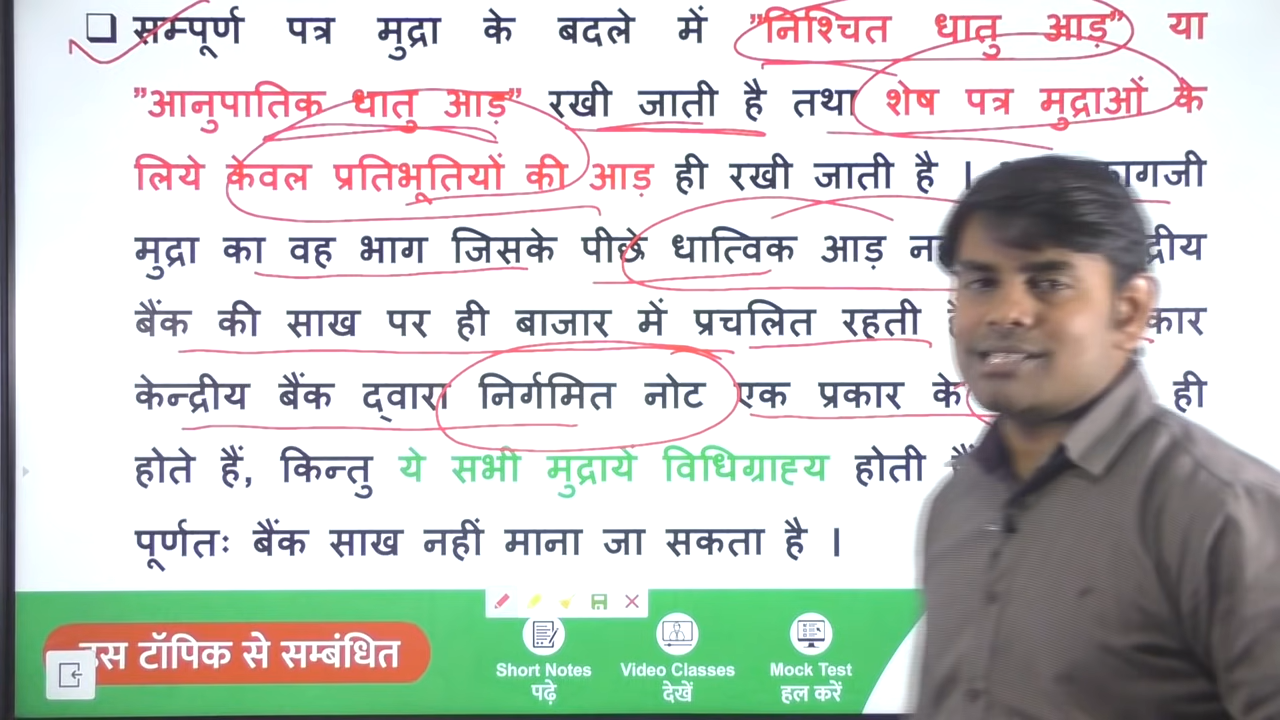 ❑ सम्पूर्ण पत्र मुद्रा के बदले में ”निश्चित धातु आड़” या
”आनुपातिक धातु आड़” रखी जाती है तथा शेष पत्र मुद्राओं के
लिये केवल प्रतिभूतियों की आड़ ही रखी जाती है । कागजी
मुद्रा का वह भाग जिसके पीछे धात्विक आड़
बैंक की साख पर ही बाजार में प्रचलित रहती
केन्द्रीय बैंक द्वारा निर्गमित नोट एक प्रकार के ही
होते हैं, किन्तु ये सभी मुद्राये विधिग्राह्य होती हैं
पूर्णतः बैंक साख नहीं माना जा सकता है ।
इस टॉपिक से सम्बंधित
Short Notes
पढ़े
Video Classes
देखें
Mock Test
हल करें